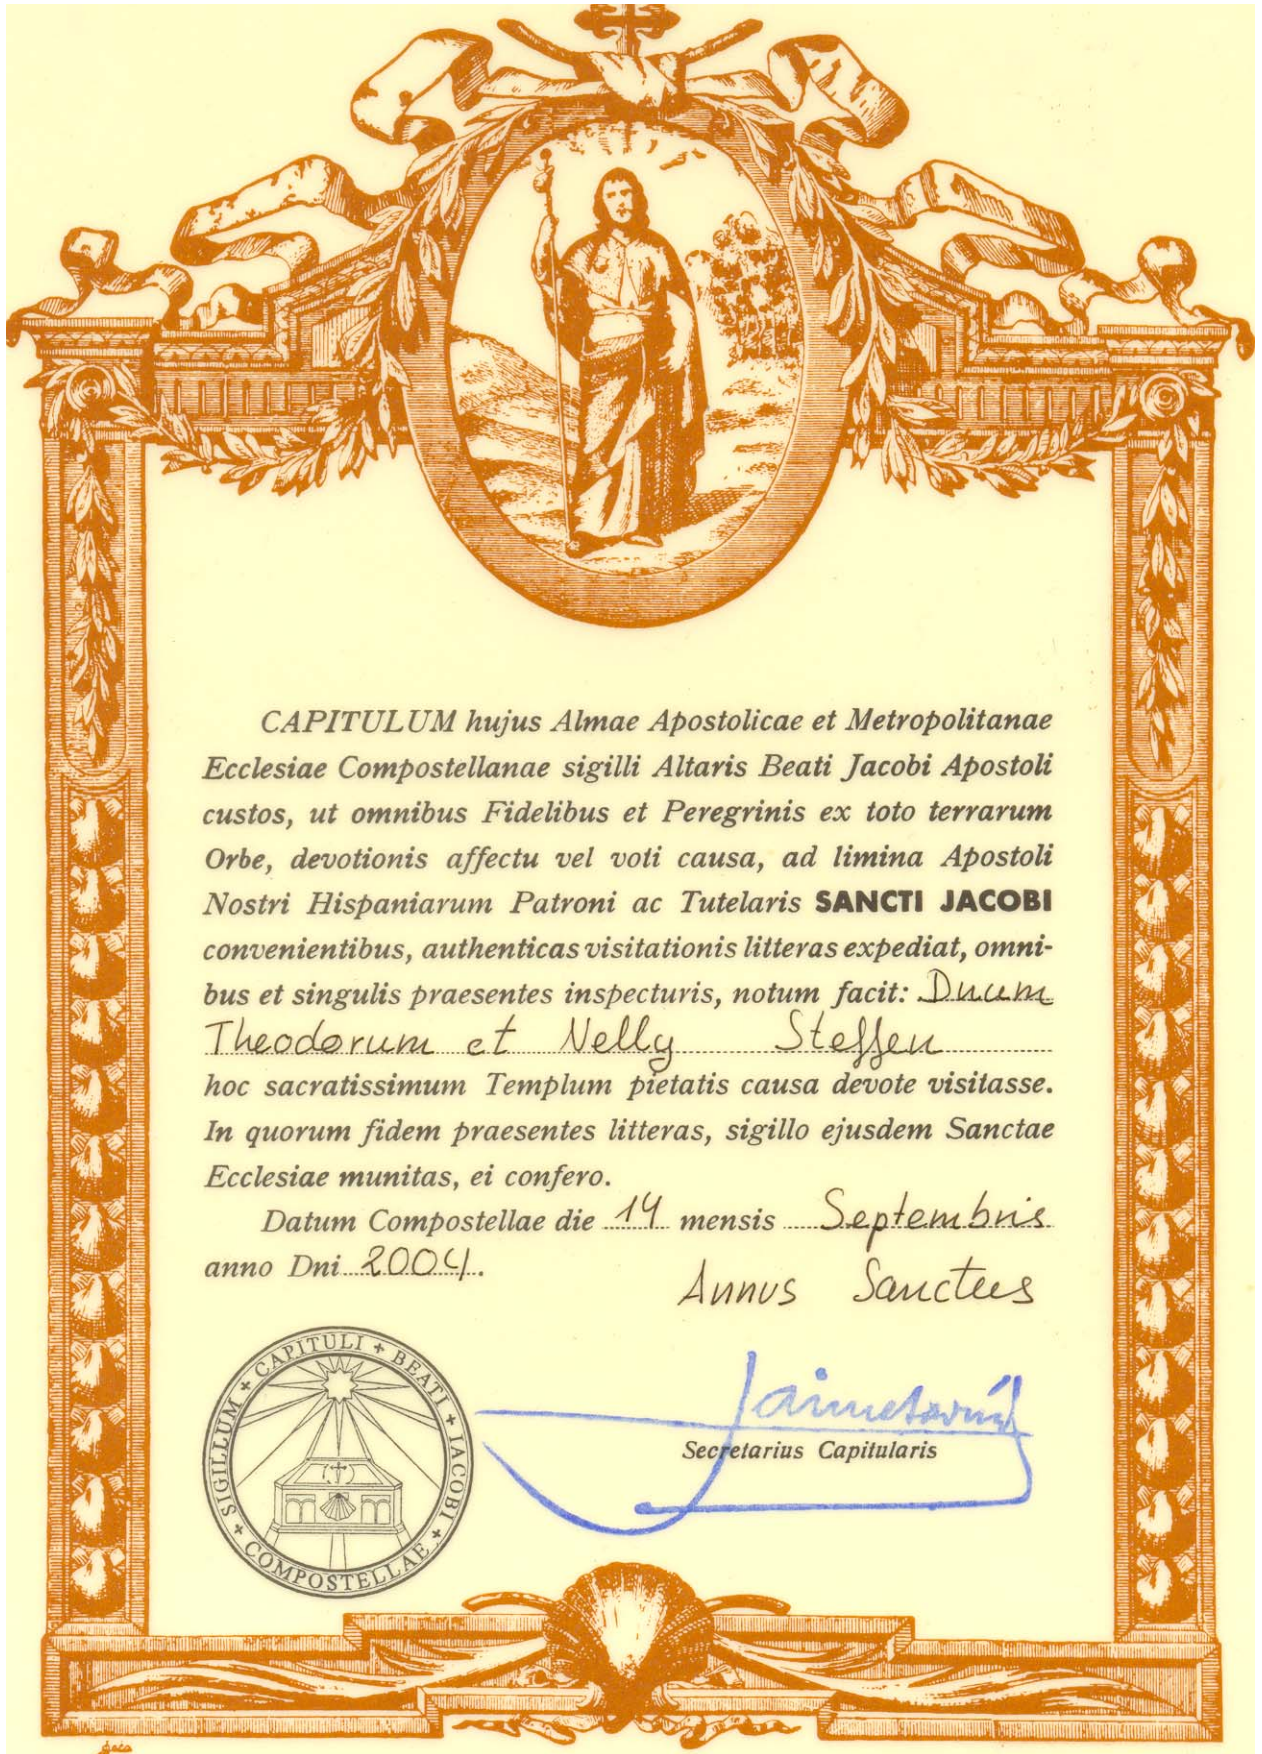 CAPITULUM hujus Almae Apostolicae et Metropolitanae
Ecclesiae Compostellanae sigilli Altaris Beati Jacobi Apostoli
custos, ut omnibus Fidelibus et Peregrinis ex toto terrarum
Orbe, devotionis affectu vel voti causa, ad limina Apostoli
Nostri Hispaniarum Patroni ac Tutelaris SANCTI JACOBI
convenientibus, authenticas visitationis litteras expediat, omni-
bus et singulis praesentes inspecturis, notum facit: Dnum
Theodorum et Nelly Steffen
hoc sacratissimum Templum pietatis causa devote visitasse.
In quorum fidem praesentes litteras, sigillo ejusdem Sanctae
Ecclesiae munitas, ei confero.
Datum Compostellae die 14 mensis Septembris
anno Dni 2004.
Annus Sanctus
SIGILLUM + CAPITULI + BEATI + IACOBI + COMPOSTELLAE +
Secretarius Capitularis